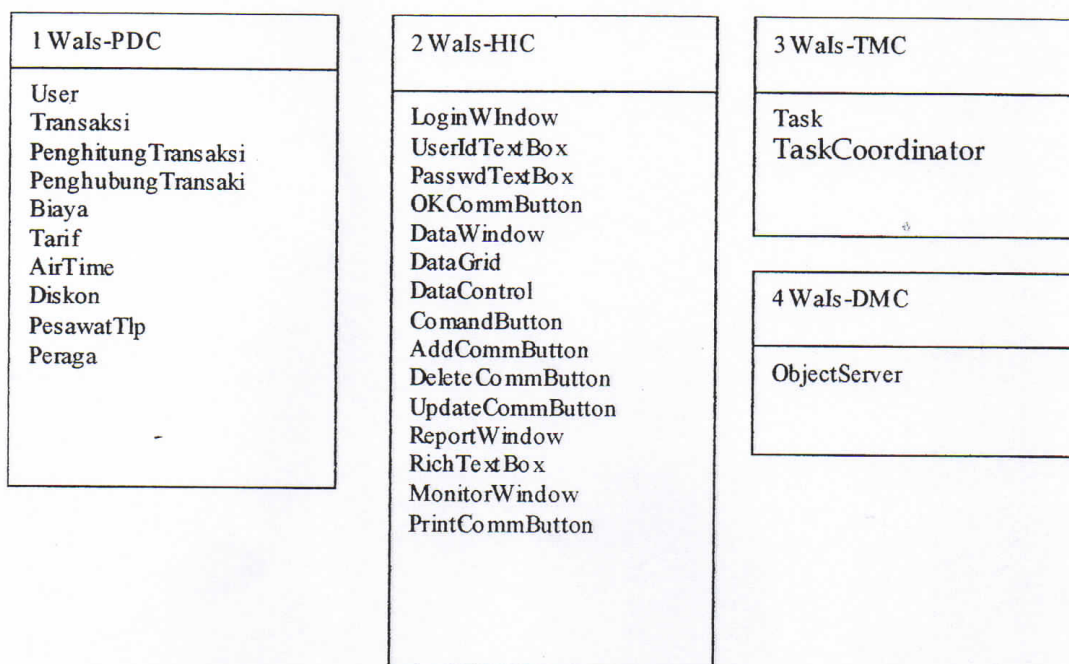 1 WaIs-PDC
User
Transaksi
PenghitungTransaksi
PenghubungTransaki
Biaya
Tarif
AirTime
Diskon
PesawatTlp
Peraga
2 WaIs-HIC
LoginWIndow
UserIdTextBox
PasswdTextBox
OKCommButton
DataWindow
DataGrid
DataControl
ComandButton
AddCommButton
DeleteCommButton
UpdateCommButton
ReportWindow
RichTextBox
MonitorWindow
PrintCommButton
3 WaIs-TMC
Task
TaskCoordinator
4 WaIs-DMC
ObjectServer